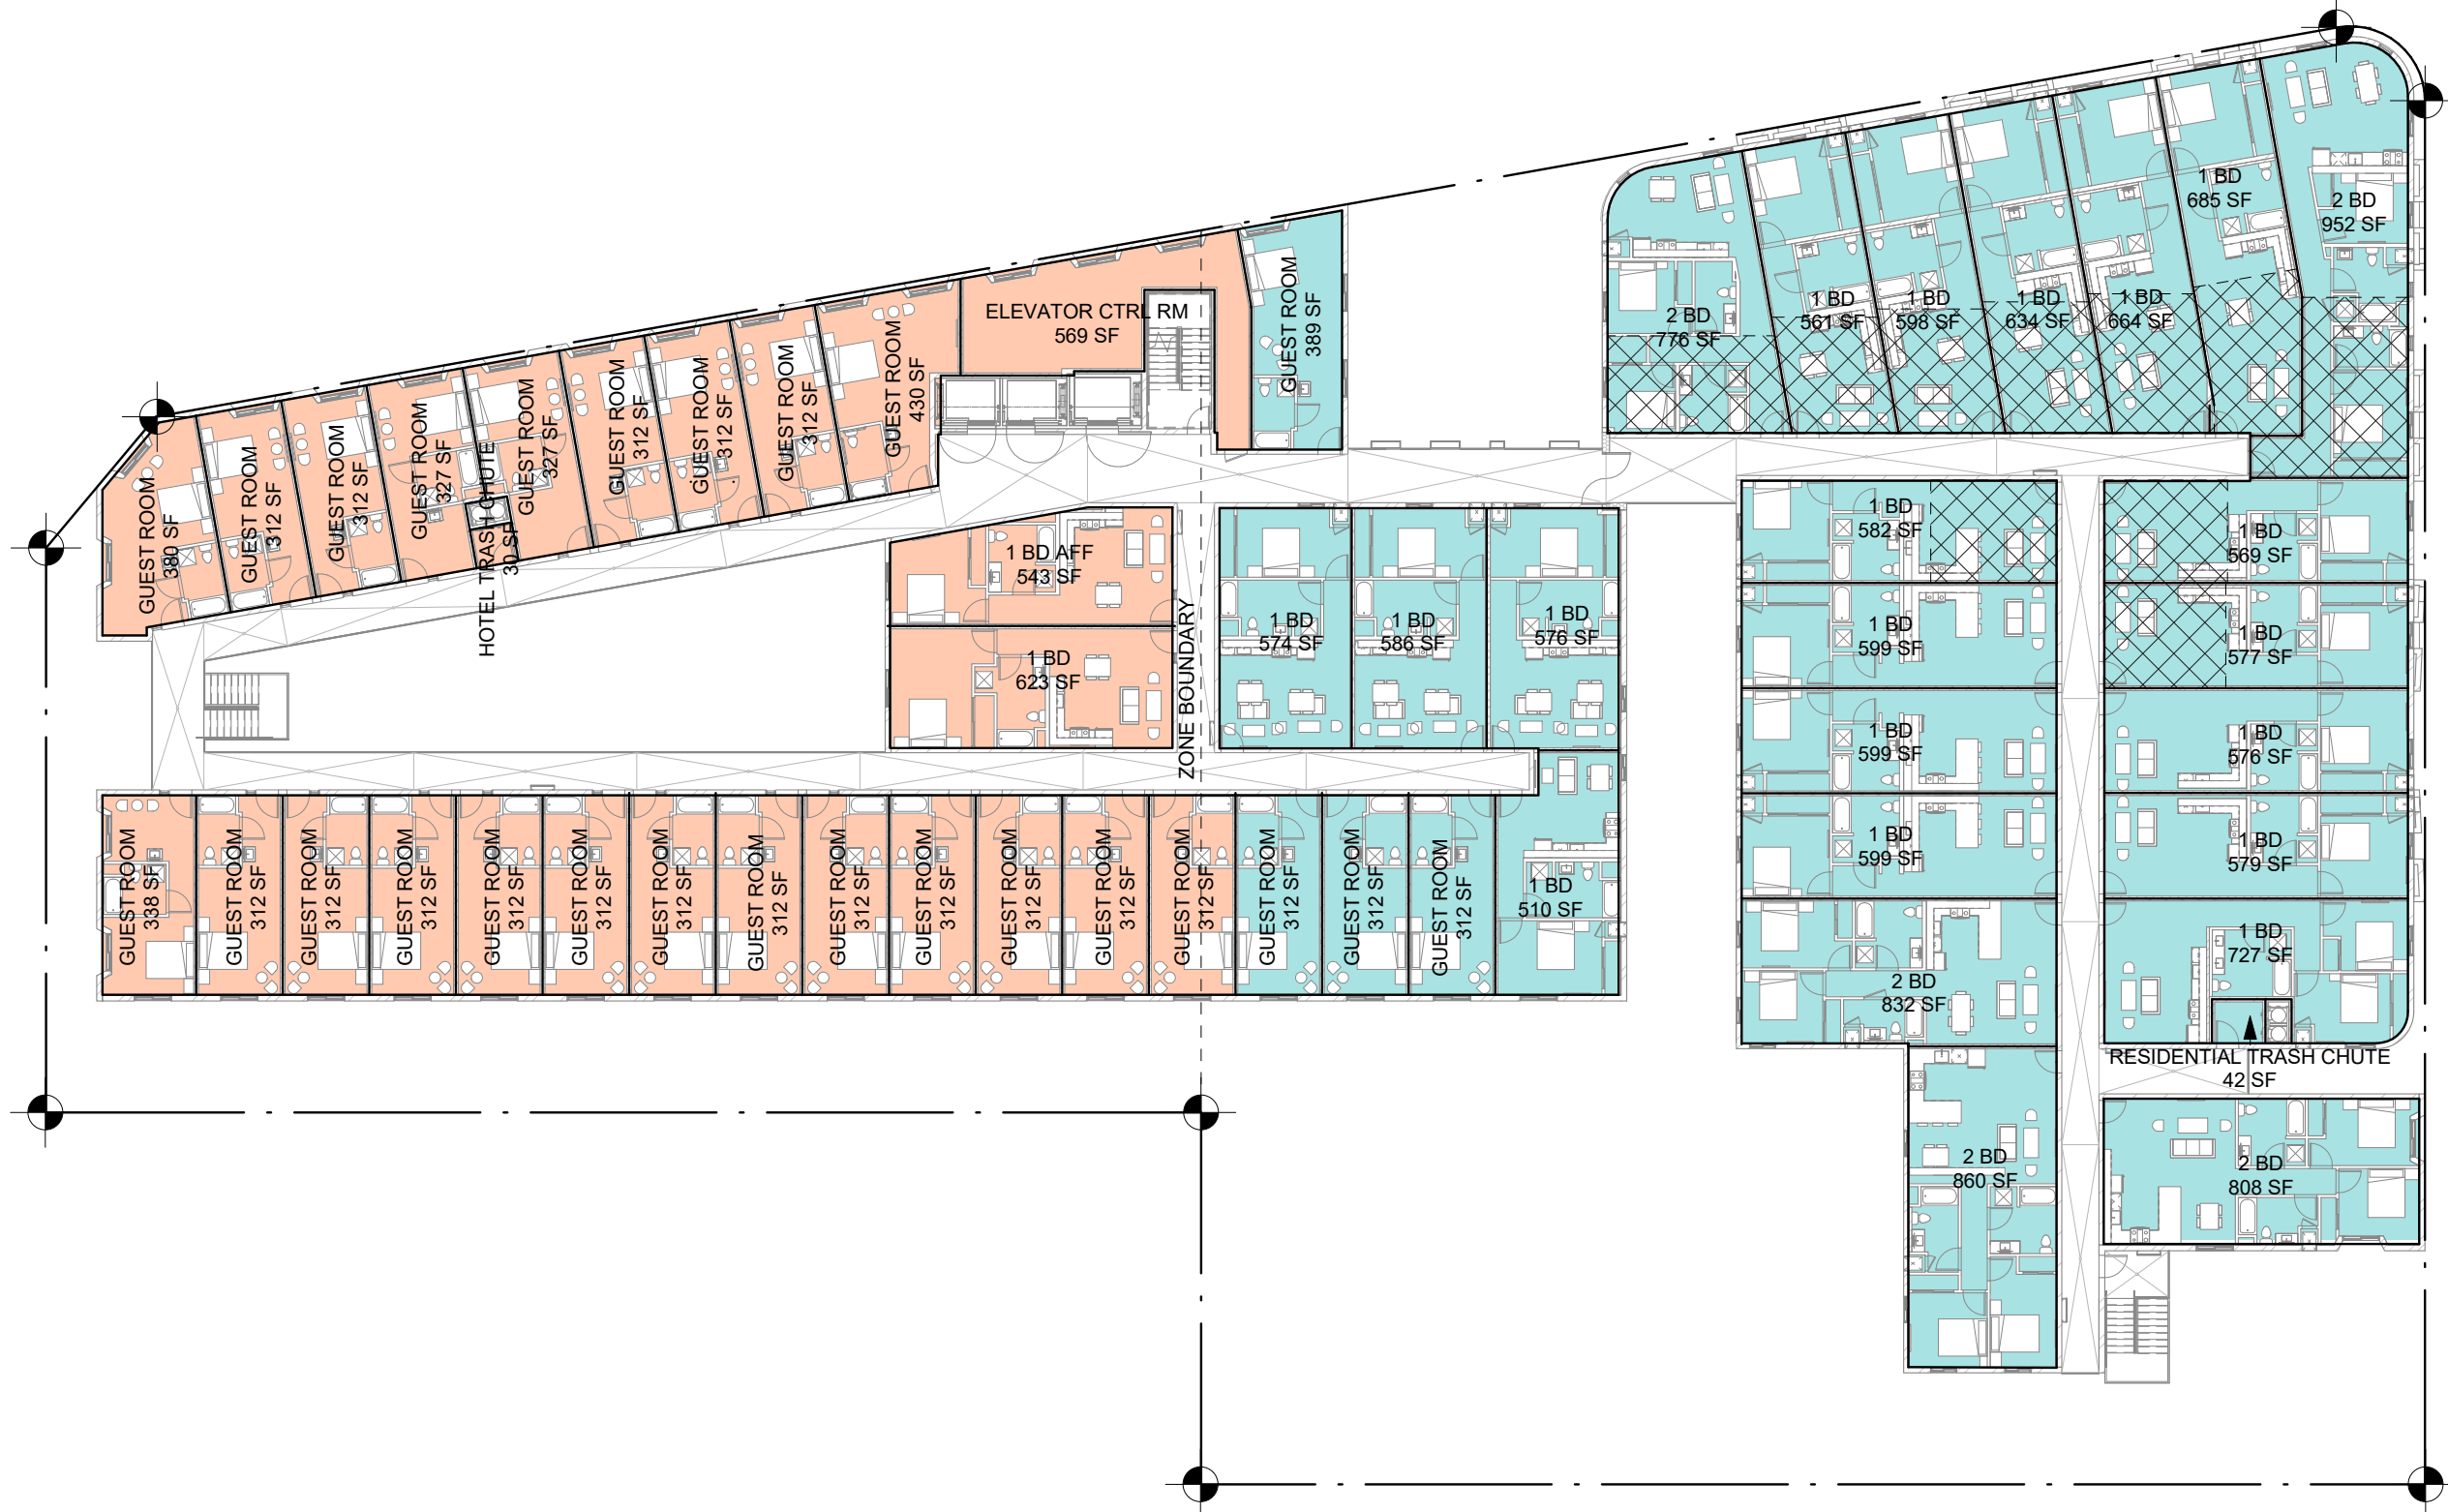 1 BD
685 SF
2 BD
952 SF
2 BD
776 SF
1 BD
561 SF
1 BD
598 SF
1 BD
634 SF
1 BD
664 SF
ELEVATOR CTRL RM
569 SF
GUEST ROOM
389 SF
GUEST ROOM
380 SF
GUEST ROOM
312 SF
GUEST ROOM
312 SF
GUEST ROOM
327 SF
HOTEL TRASH CHUTE
30 SF
GUEST ROOM
327 SF
GUEST ROOM
312 SF
GUEST ROOM
312 SF
GUEST ROOM
312 SF
GUEST ROOM
430 SF
1 BD AFF
543 SF
1 BD
623 SF
ZONE BOUNDARY
1 BD
574 SF
1 BD
586 SF
1 BD
576 SF
1 BD
582 SF
1 BD
569 SF
1 BD
599 SF
1 BD
577 SF
1 BD
599 SF
1 BD
576 SF
1 BD
599 SF
1 BD
579 SF
GUEST ROOM
338 SF
GUEST ROOM
312 SF
GUEST ROOM
312 SF
GUEST ROOM
312 SF
GUEST ROOM
312 SF
GUEST ROOM
312 SF
GUEST ROOM
312 SF
GUEST ROOM
312 SF
GUEST ROOM
312 SF
GUEST ROOM
312 SF
GUEST ROOM
312 SF
GUEST ROOM
312 SF
GUEST ROOM
312 SF
GUEST ROOM
312 SF
GUEST ROOM
312 SF
GUEST ROOM
312 SF
1 BD
510 SF
1 BD
727 SF
2 BD
832 SF
RESIDENTIAL TRASH CHUTE
42 SF
2 BD
860 SF
2 BD
808 SF